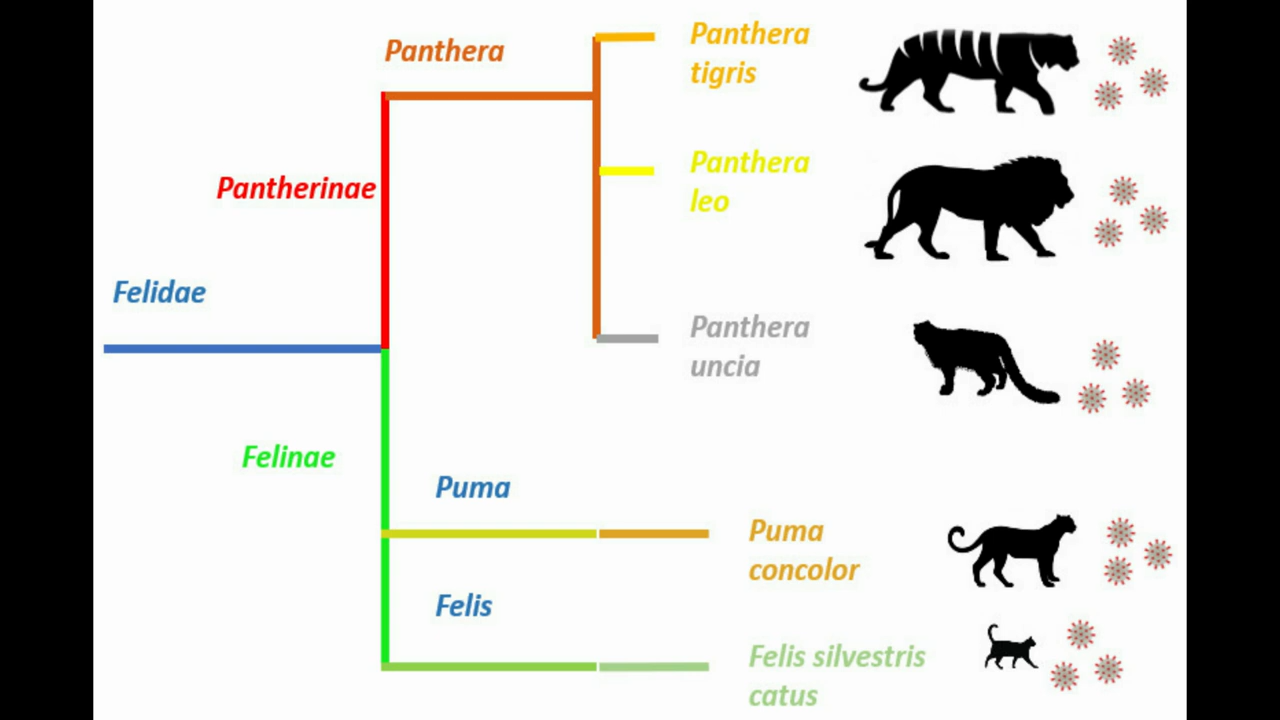 Panthera
Panthera
tigris
Panthera
leo
Pantherinae
Felidae
Panthera
uncia
Felinae
Puma
Puma
concolor
Felis
Felis silvestris
catus